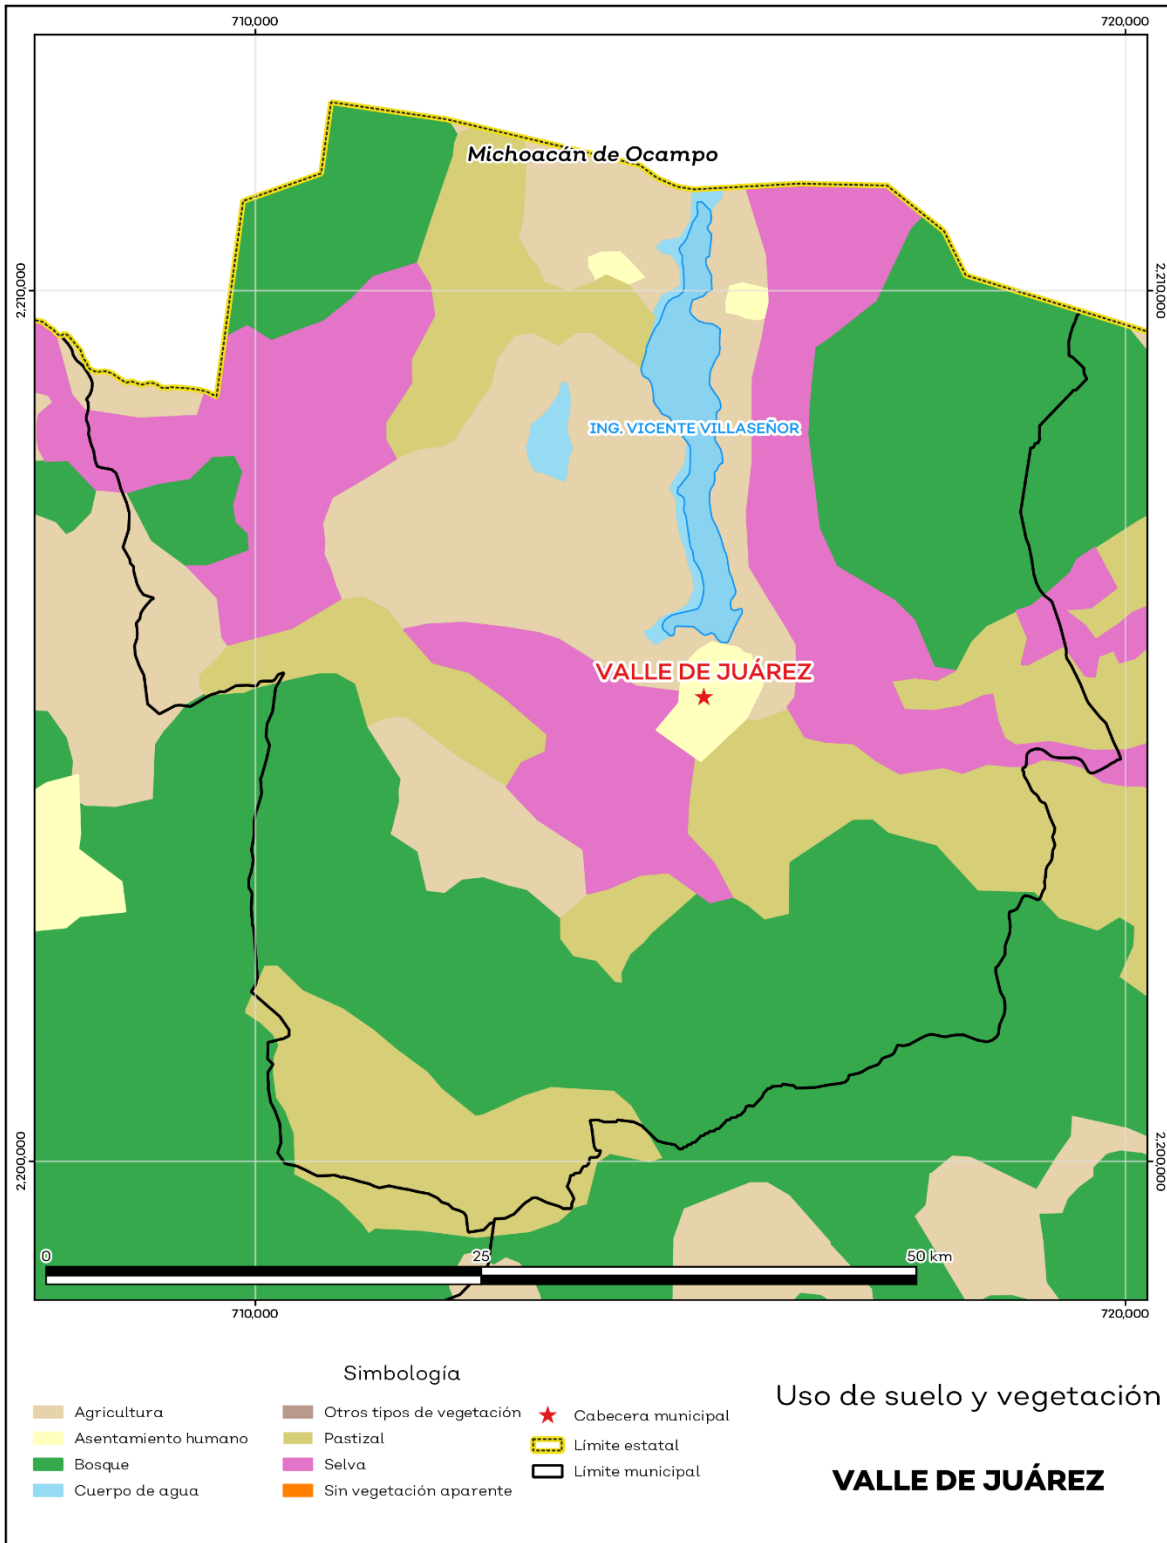 710,000
720,000
Michoacán de Ocampo
2,210,000
2,210,000
ING. VICENTE VILLASEÑOR
VALLE DE JUÁREZ
2,200,000
2,200,000
0
25
50 km
710,000
720,000
Simbología
Agricultura
Asentamiento humano
Bosque
Cuerpo de agua
Otros tipos de vegetación
Pastizal
Selva
Sin vegetación aparente
Cabecera municipal
Límite estatal
Límite municipal
Uso de suelo y vegetación
VALLE DE JUÁREZ